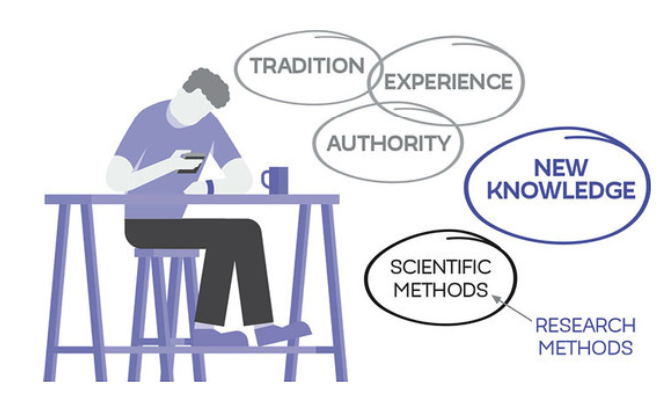 TRADITION
EXPERIENCE
AUTHORITY
NEW
KNOWLEDGE
SCIENTIFIC
METHODS
RESEARCH
METHODS